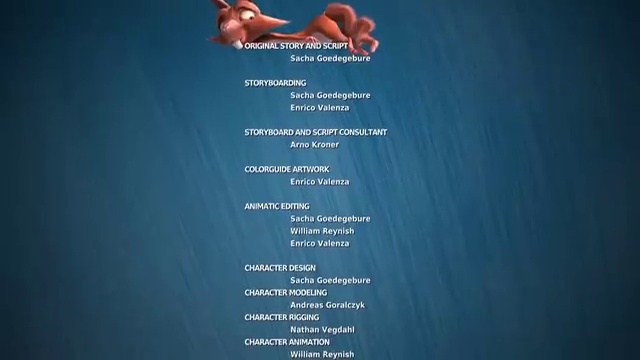 ORIGINAL STORY AND SCRIPT
Sacha Goedegebure
STORYBOARDING
Sacha Goedegebure
Enrico Valenza
STORYBOARD AND SCRIPT CONSULTANT
Arno Kroner
COLORGUIDE ARTWORK
Enrico Valenza
ANIMATIC EDITING
Sacha Goedegebure
William Reynish
Enrico Valenza
CHARACTER DESIGN
Sacha Goedegebure
CHARACTER MODELING
Andreas Goralczyk
CHARACTER RIGGING
Nathan Vegdahl
CHARACTER ANIMATION
William Reynish